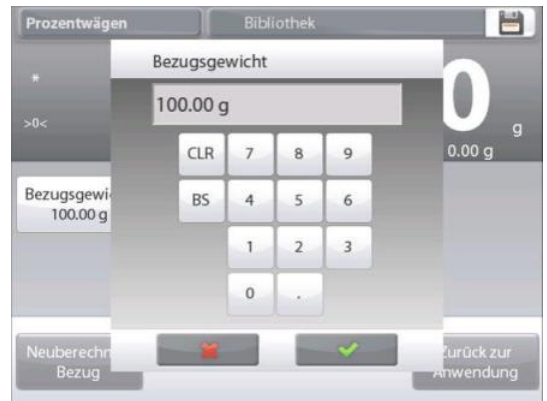 Prozentwägen
Bibliothek
Bezugsgewicht
*
100.00 g
>0<
0
g
0.00 g
CLR 7 8 9
Bezugsgewi
100.00 g
BS 4 5 6
1 2 3
0 .
Neuberechn
Bezug
Zurück zur
Anwendung